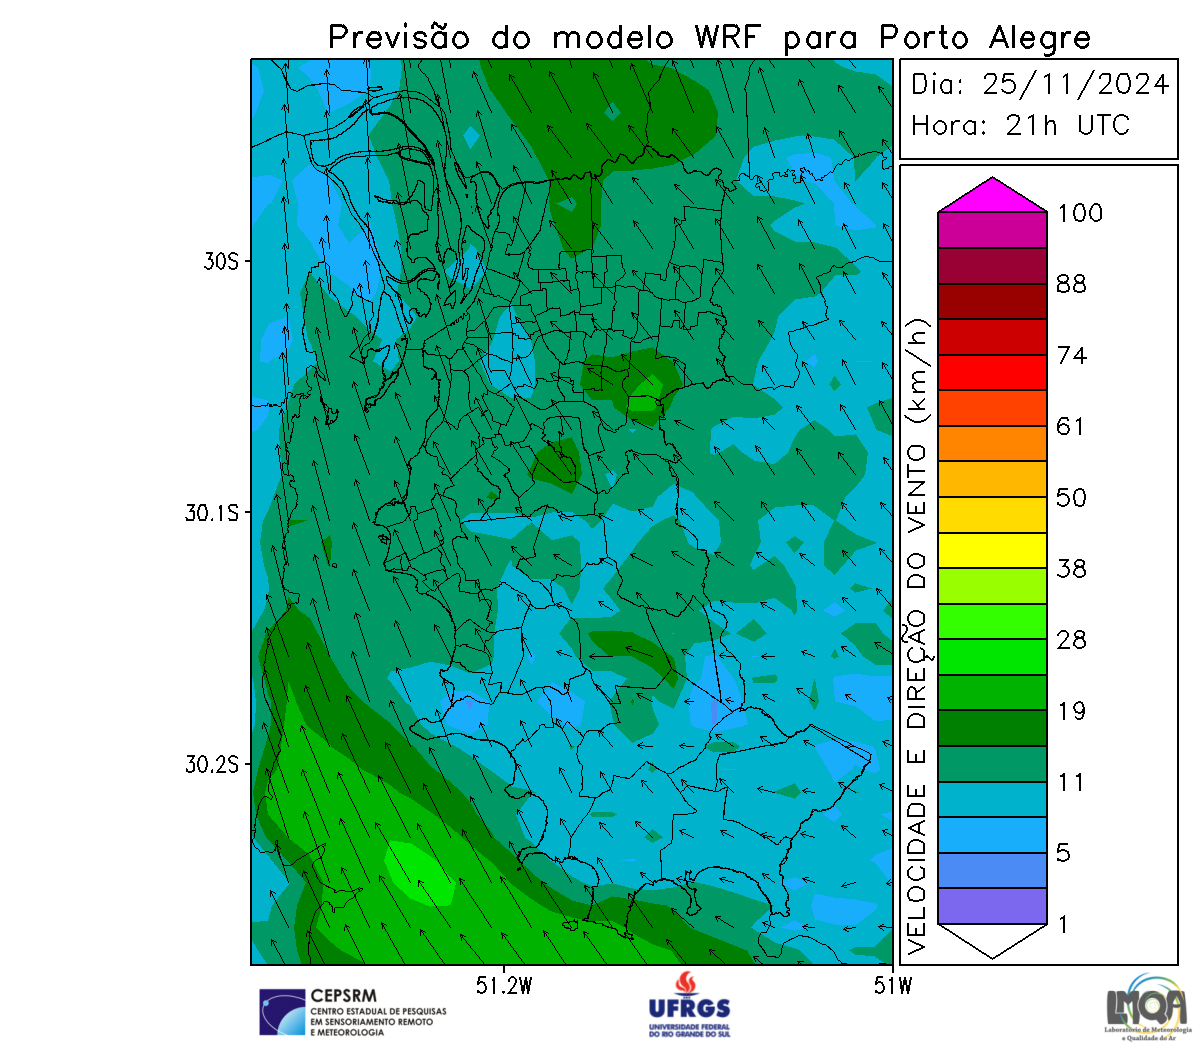 Previsão do modelo WRF para Porto Alegre
Dia: 25/11/2024
Hora: 21h UTC
30S
30.1S
30.2S
51.2W
51W
VELOCIDADE E DIREÇÃO DO VENTO (km/h)
100
88
74
61
50
38
28
19
11
5
1
CEPSRM
CENTRO ESTADUAL DE PESQUISAS
EM SENSORIAMENTO REMOTO
E METEOROLOGIA
UFRGS
UNIVERSIDADE FEDERAL
DO RIO GRANDE DO SUL
LMQA
Laboratório de Meteorologia
e Qualidade do Ar